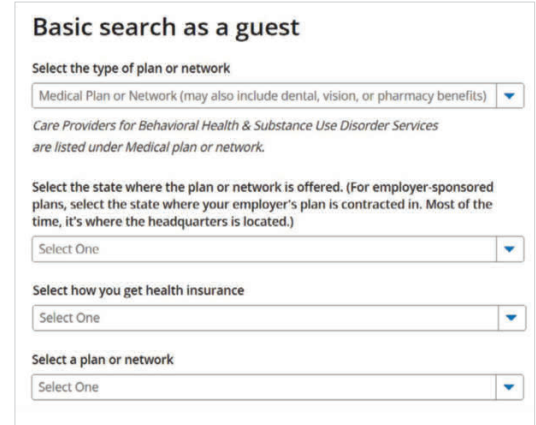 Basic search as a guest
Select the type of plan or network
Medical Plan or Network (may also include dental, vision, or pharmacy benefits)
Care Providers for Behavioral Health & Substance Use Disorder Services
are listed under Medical plan or network.
Select the state where the plan or network is offered. (For employer-sponsored
plans, select the state where your employer's plan is contracted in. Most of the
time, it's where the headquarters is located.)
Select One
Select how you get health insurance
Select One
Select a plan or network
Select One